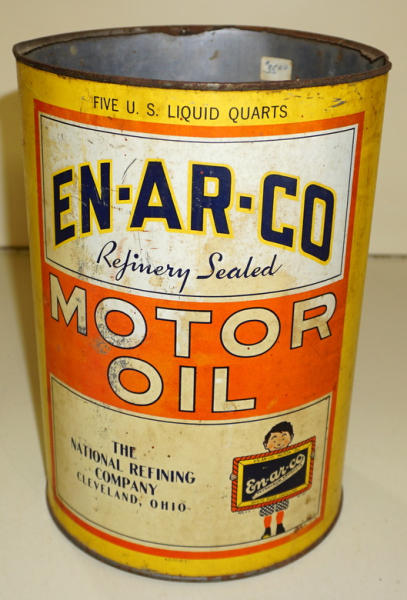 FIVE U. S. LIQUID QUARTS
EN-AR-CO
Refinery Sealed
MOTOR
OIL
THE
NATIONAL REFINING
COMPANY
CLEVELAND, OHIO
En-ar-co